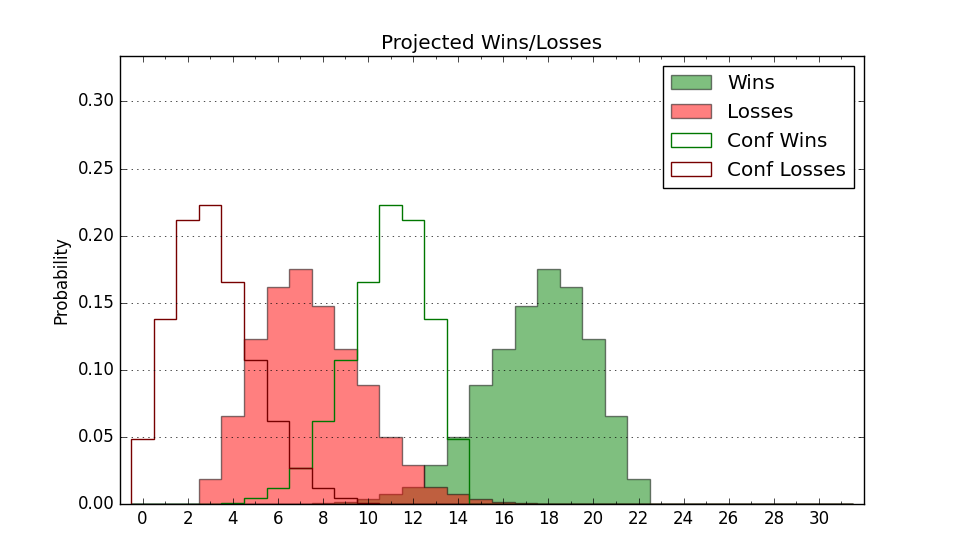 Projected Wins/Losses
Wins
Losses
Conf Wins
Conf Losses
Probability
0.30
0.25
0.20
0.15
0.10
0.05
0.00
0 2 4 6 8 10 12 14 16 18 20 22 24 26 28 30